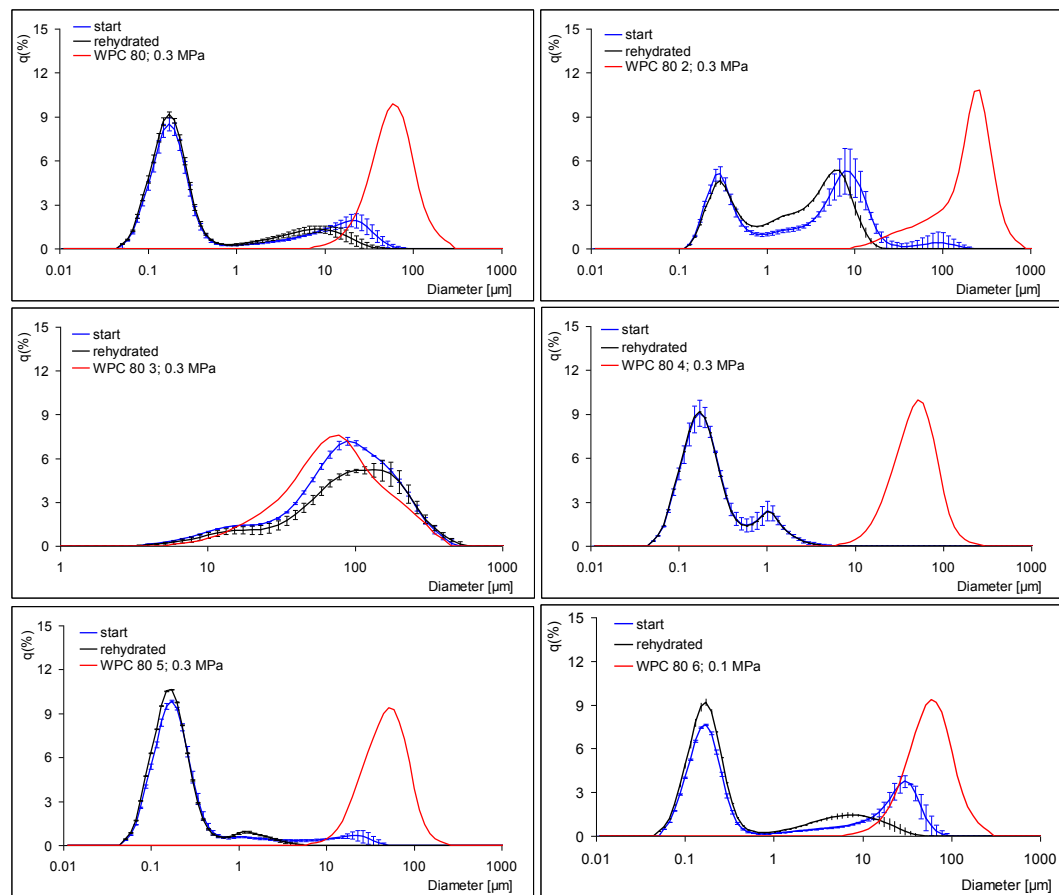 15
12
9
6
3
0
q(%)
start
rehydrated
WPC 80; 0.3 MPa
0.01 0.1 1 10 100 1000
Diameter [µm]
15
12
9
6
3
0
q(%)
start
rehydrated
WPC 80 2; 0.3 MPa
0.01 0.1 1 10 100 1000
Diameter [µm]
15
12
9
6
3
0
q(%)
start
rehydrated
WPC 80 3; 0.3 MPa
1 10 100 1000
Diameter [µm]
15
12
9
6
3
0
q(%)
start
rehydrated
WPC 80 4; 0.3 MPa
0.01 0.1 1 10 100 1000
Diameter [µm]
15
12
9
6
3
0
q(%)
start
rehydrated
WPC 80 5; 0.3 MPa
0.01 0.1 1 10 100 1000
Diameter [µm]
15
12
9
6
3
0
q(%)
start
rehydrated
WPC 80 6; 0.1 MPa
0.01 0.1 1 10 100 1000
Diameter [µm]